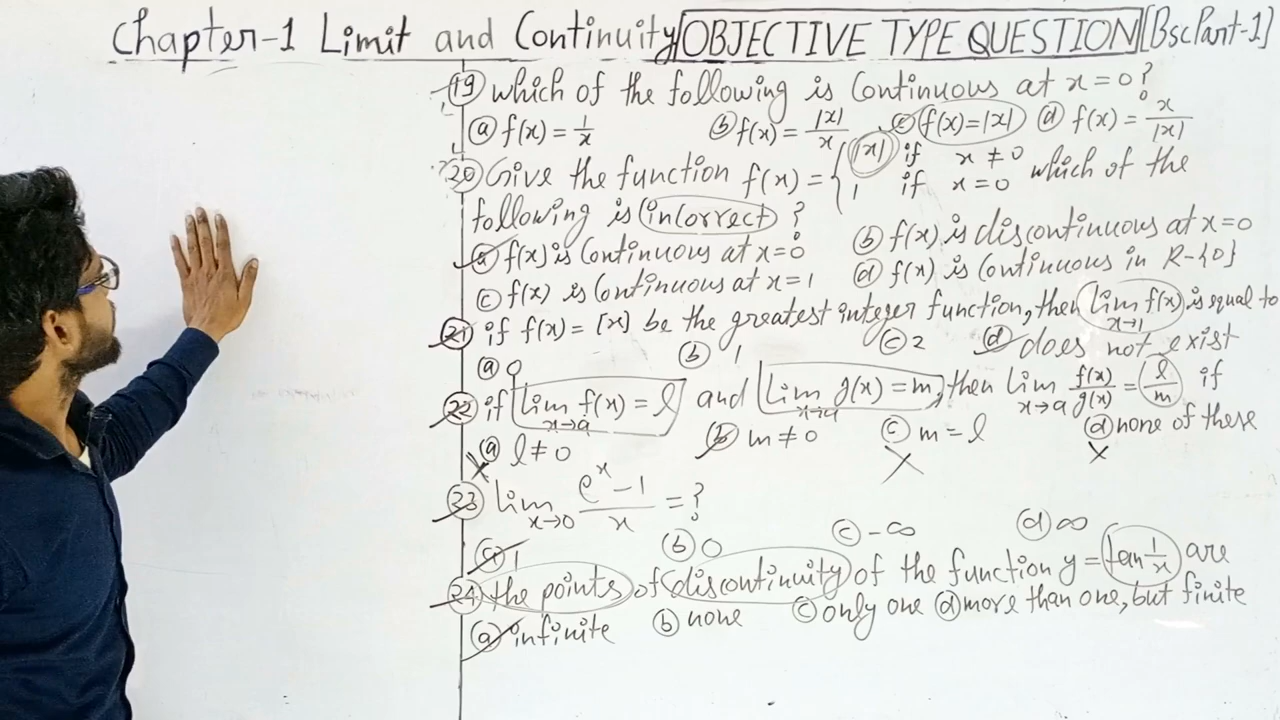 Chapter-1 Limit and Continuity OBJECTIVE TYPE QUESTION [Bsc Part-1]
19 which of the following is Continuous at x=0?
(a) f(x) = 1/x (b) f(x) = |x|/x (c) f(x)=|x| (d) f(x) = x/|x|
20 Give the function f(x) = { |x| if x ≠ 0 which of the
1 if x = 0
following is incorrect ?
(a) f(x) is Continuous at x=0 (b) f(x) is discontinuous at x=0
(c) f(x) is Continuous at x=1 (d) f(x) is Continuous in R-{0}
21 if f(x) = [x] be the greatest integer function, then lim x→1 f(x) is equal to
(a) 0 (b) 1 (c) 2 (d) does not exist
22 if lim x→a f(x) = l and lim x→a g(x) = m, then lim x→a f(x)/g(x) = l/m if
(a) l ≠ 0 (b) m ≠ 0 (c) m = l (d) none of these
23 lim x→0 (e^x - 1)/x = ?
(a) 1 (b) 0 (c) -∞ (d) ∞
24 the points of discontinuity of the function y = tan 1/x are
(a) infinite (b) none (c) only one (d) more than one, but finite